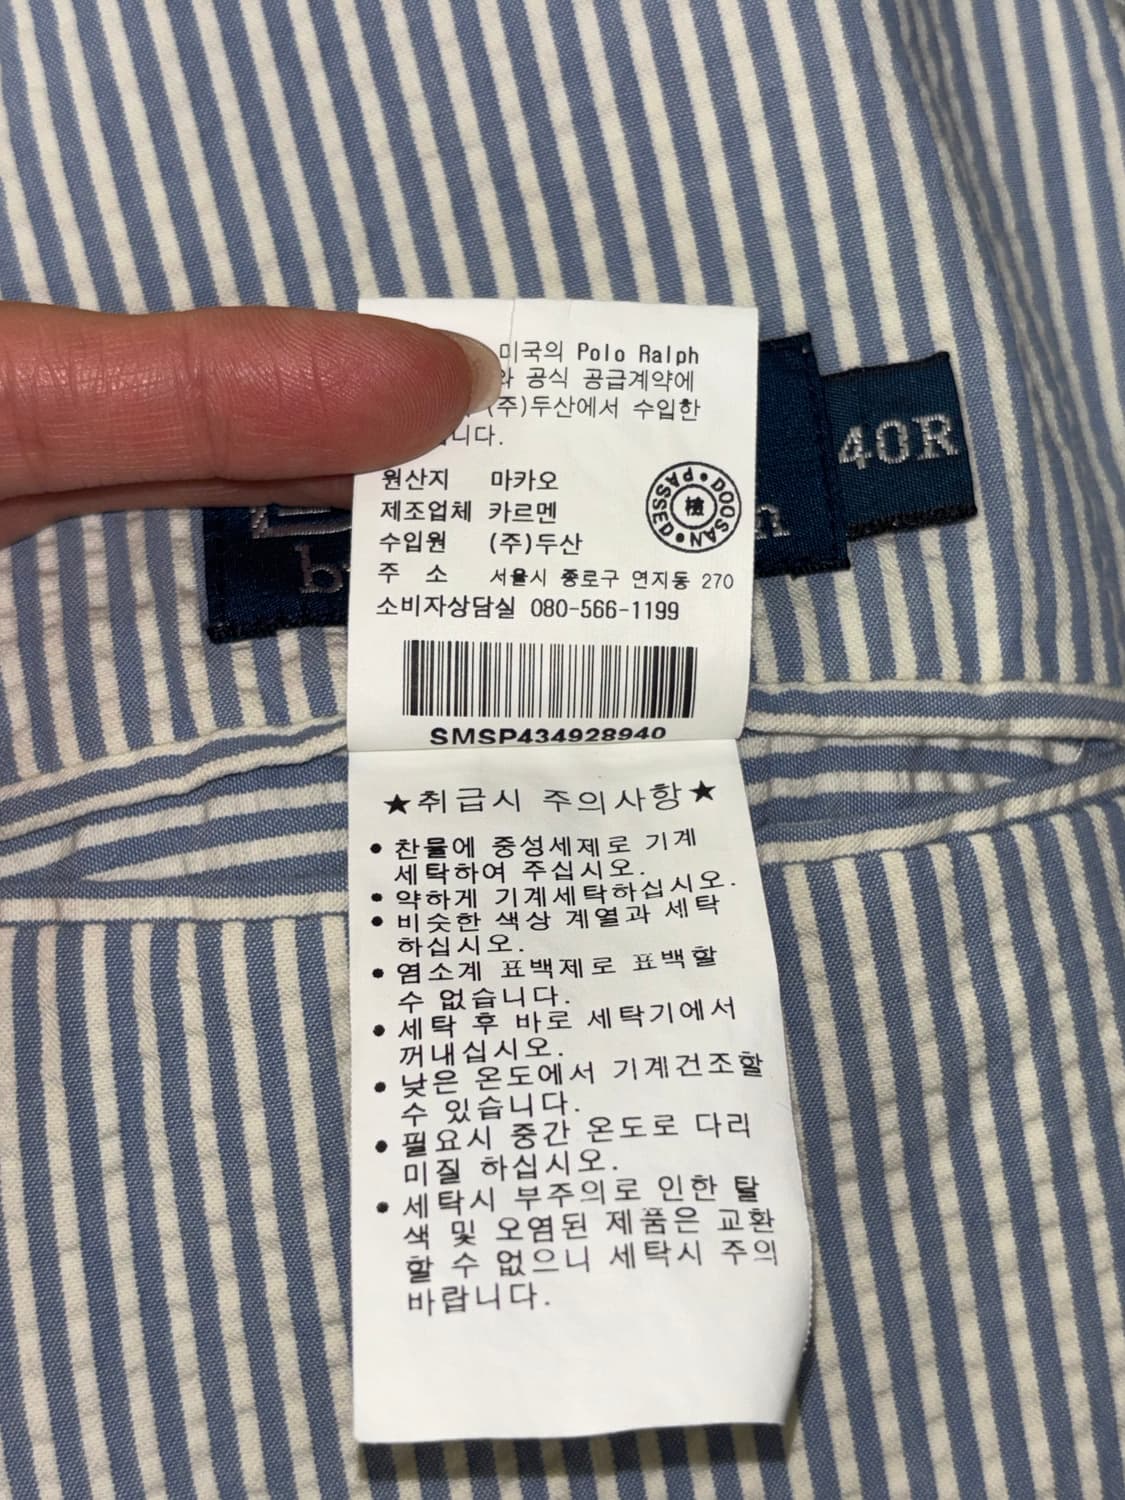 미국의 Polo Ralph
공식 공급계약에
(주)두산에서 수입한
니다.
원산지 마카오
제조업체 카르멘
수입원 (주)두산
주 소 서울시 종로구 연지동 270
소비자상담실 080-566-1199
DOOSAN PASSED
檢
SMSP434928940
40R
★취급시 주의사항★
• 찬물에 중성세제로 기계
세탁하여 주십시오.
• 약하게 기계세탁하십시오.
• 비슷한 색상 계열과 세탁
하십시오.
• 염소계 표백제로 표백할
수 없습니다.
• 세탁 후 바로 세탁기에서
꺼내십시오.
• 낮은 온도에서 기계건조할
수 있습니다.
• 필요시 중간 온도로 다리
미질 하십시오.
• 세탁시 부주의로 인한 탈
색 및 오염된 제품은 교환
할 수 없으니 세탁시 주의
바랍니다.